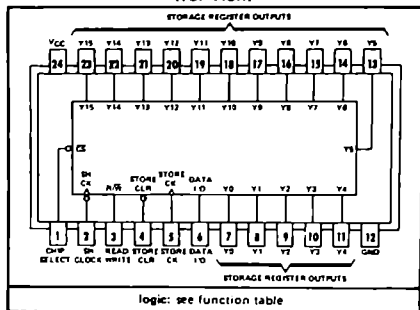 STORAGE REGISTER OUTPUTS
VCC Y15 Y14 Y13 Y12 Y11 Y10 Y9 Y8 Y7 Y6 Y5
24 23 22 21 20 19 18 17 16 15 14 13
Y15 Y14 Y13 Y12 Y11 Y10 Y9 Y8 Y7 Y6
Y5
CS
SH CK R/W STORE CLR STORE CK DATA I/O Y0 Y1 Y2 Y3 Y4
1 2 3 4 5 6 7 8 9 10 11 12
CHIP SELECT SH CLOCK READ WRITE STORE CLR STORE CK DATA I/O Y0 Y1 Y2 Y3 Y4 GND
STORAGE REGISTER OUTPUTS
logic: see function table